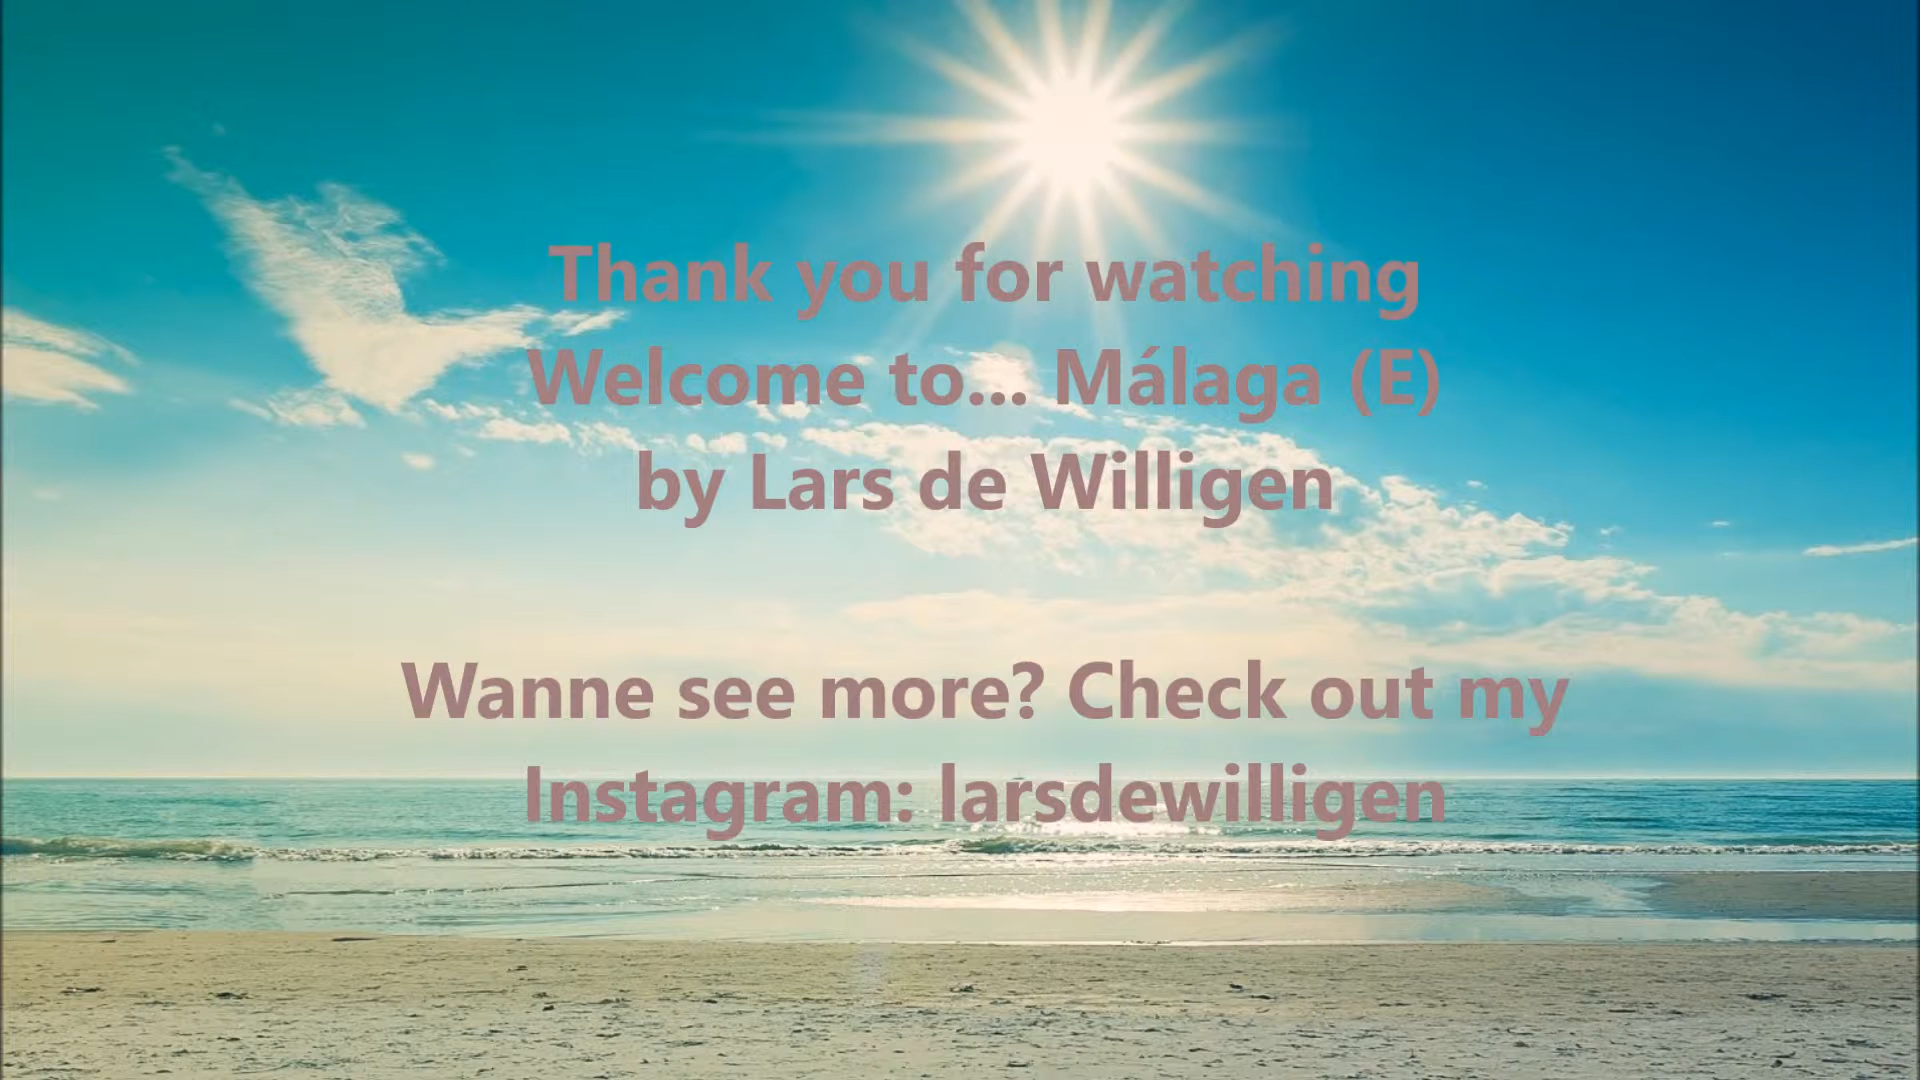 Thank you for watching
Welcome to... Málaga (E)
by Lars de Willigen
Wanne see more? Check out my
Instagram: larsdewilligen